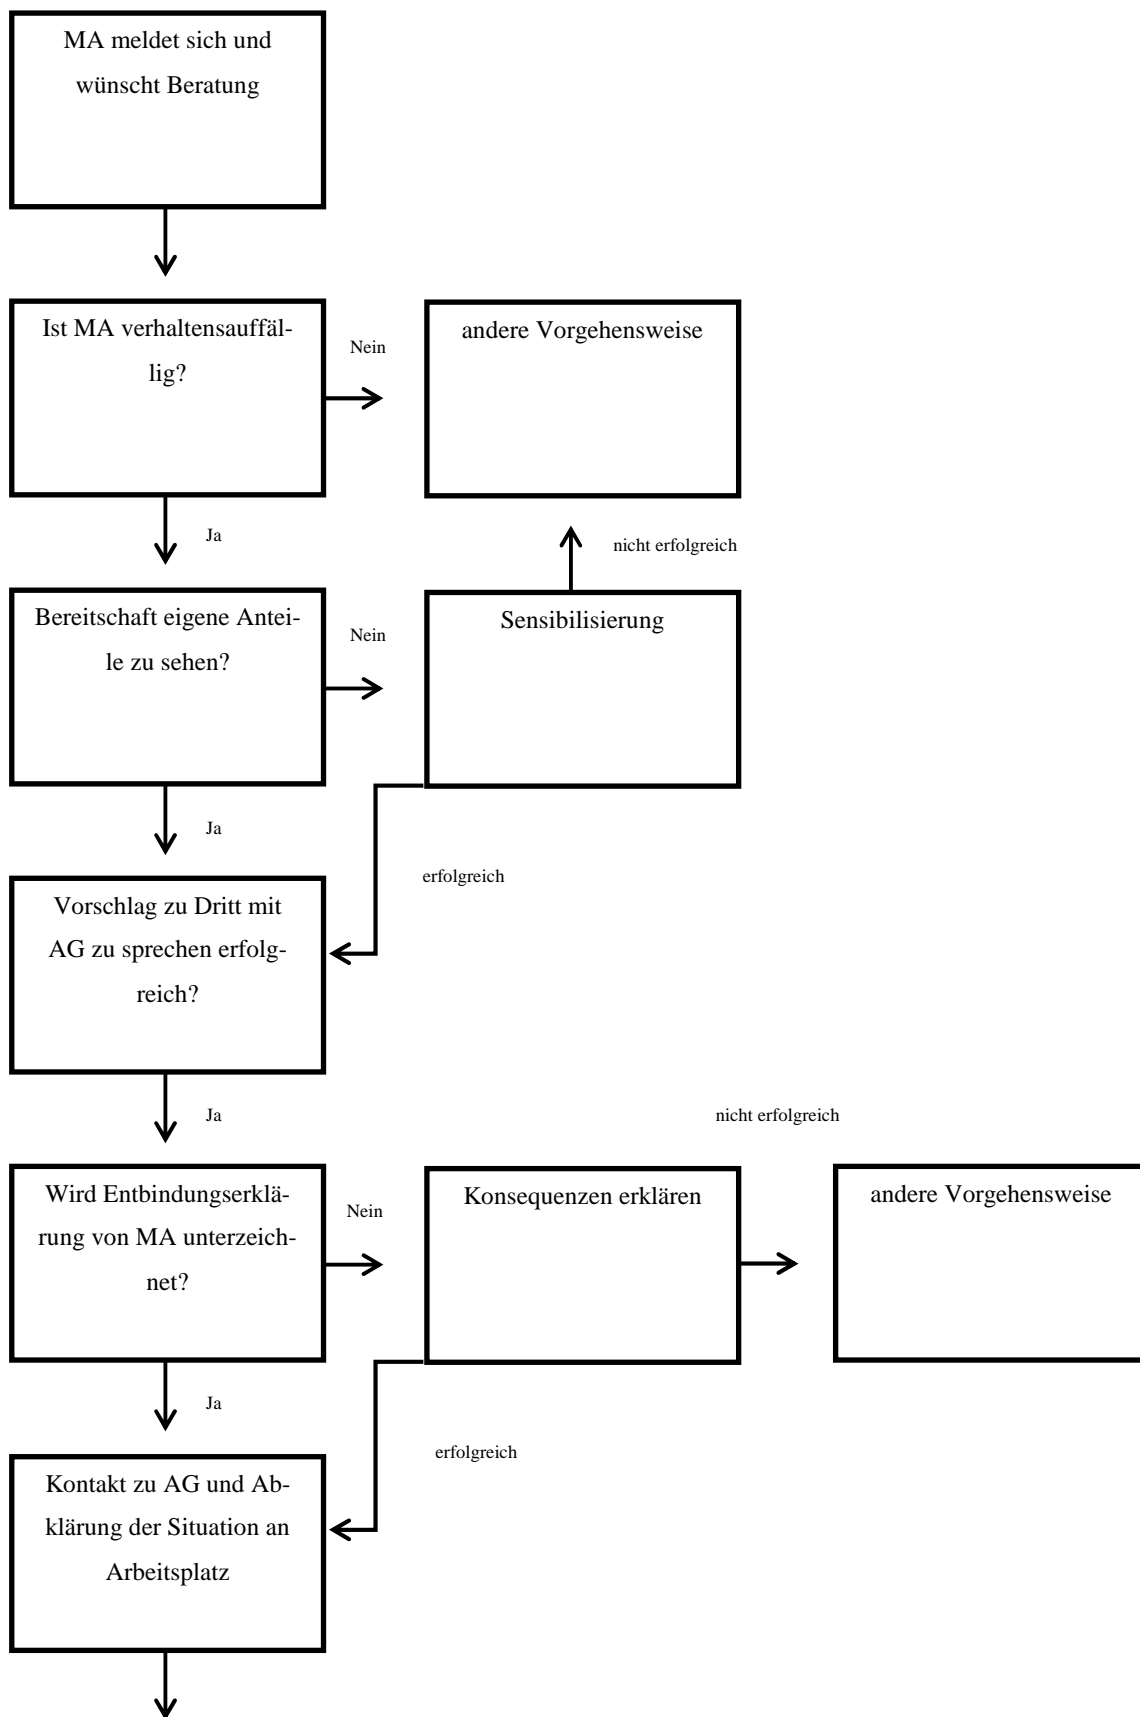 MA meldet sich und
wünscht Beratung
Ist MA verhaltensauffäl-
lig?
Nein
andere Vorgehensweise
Ja
nicht erfolgreich
Bereitschaft eigene Antei-
le zu sehen?
Nein
Sensibilisierung
Ja
erfolgreich
Vorschlag zu Dritt mit
AG zu sprechen erfolg-
reich?
Ja
nicht erfolgreich
Wird Entbindungserklä-
rung von MA unterzeich-
net?
Nein
Konsequenzen erklären
andere Vorgehensweise
Ja
erfolgreich
Kontakt zu AG und Ab-
klärung der Situation an
Arbeitsplatz